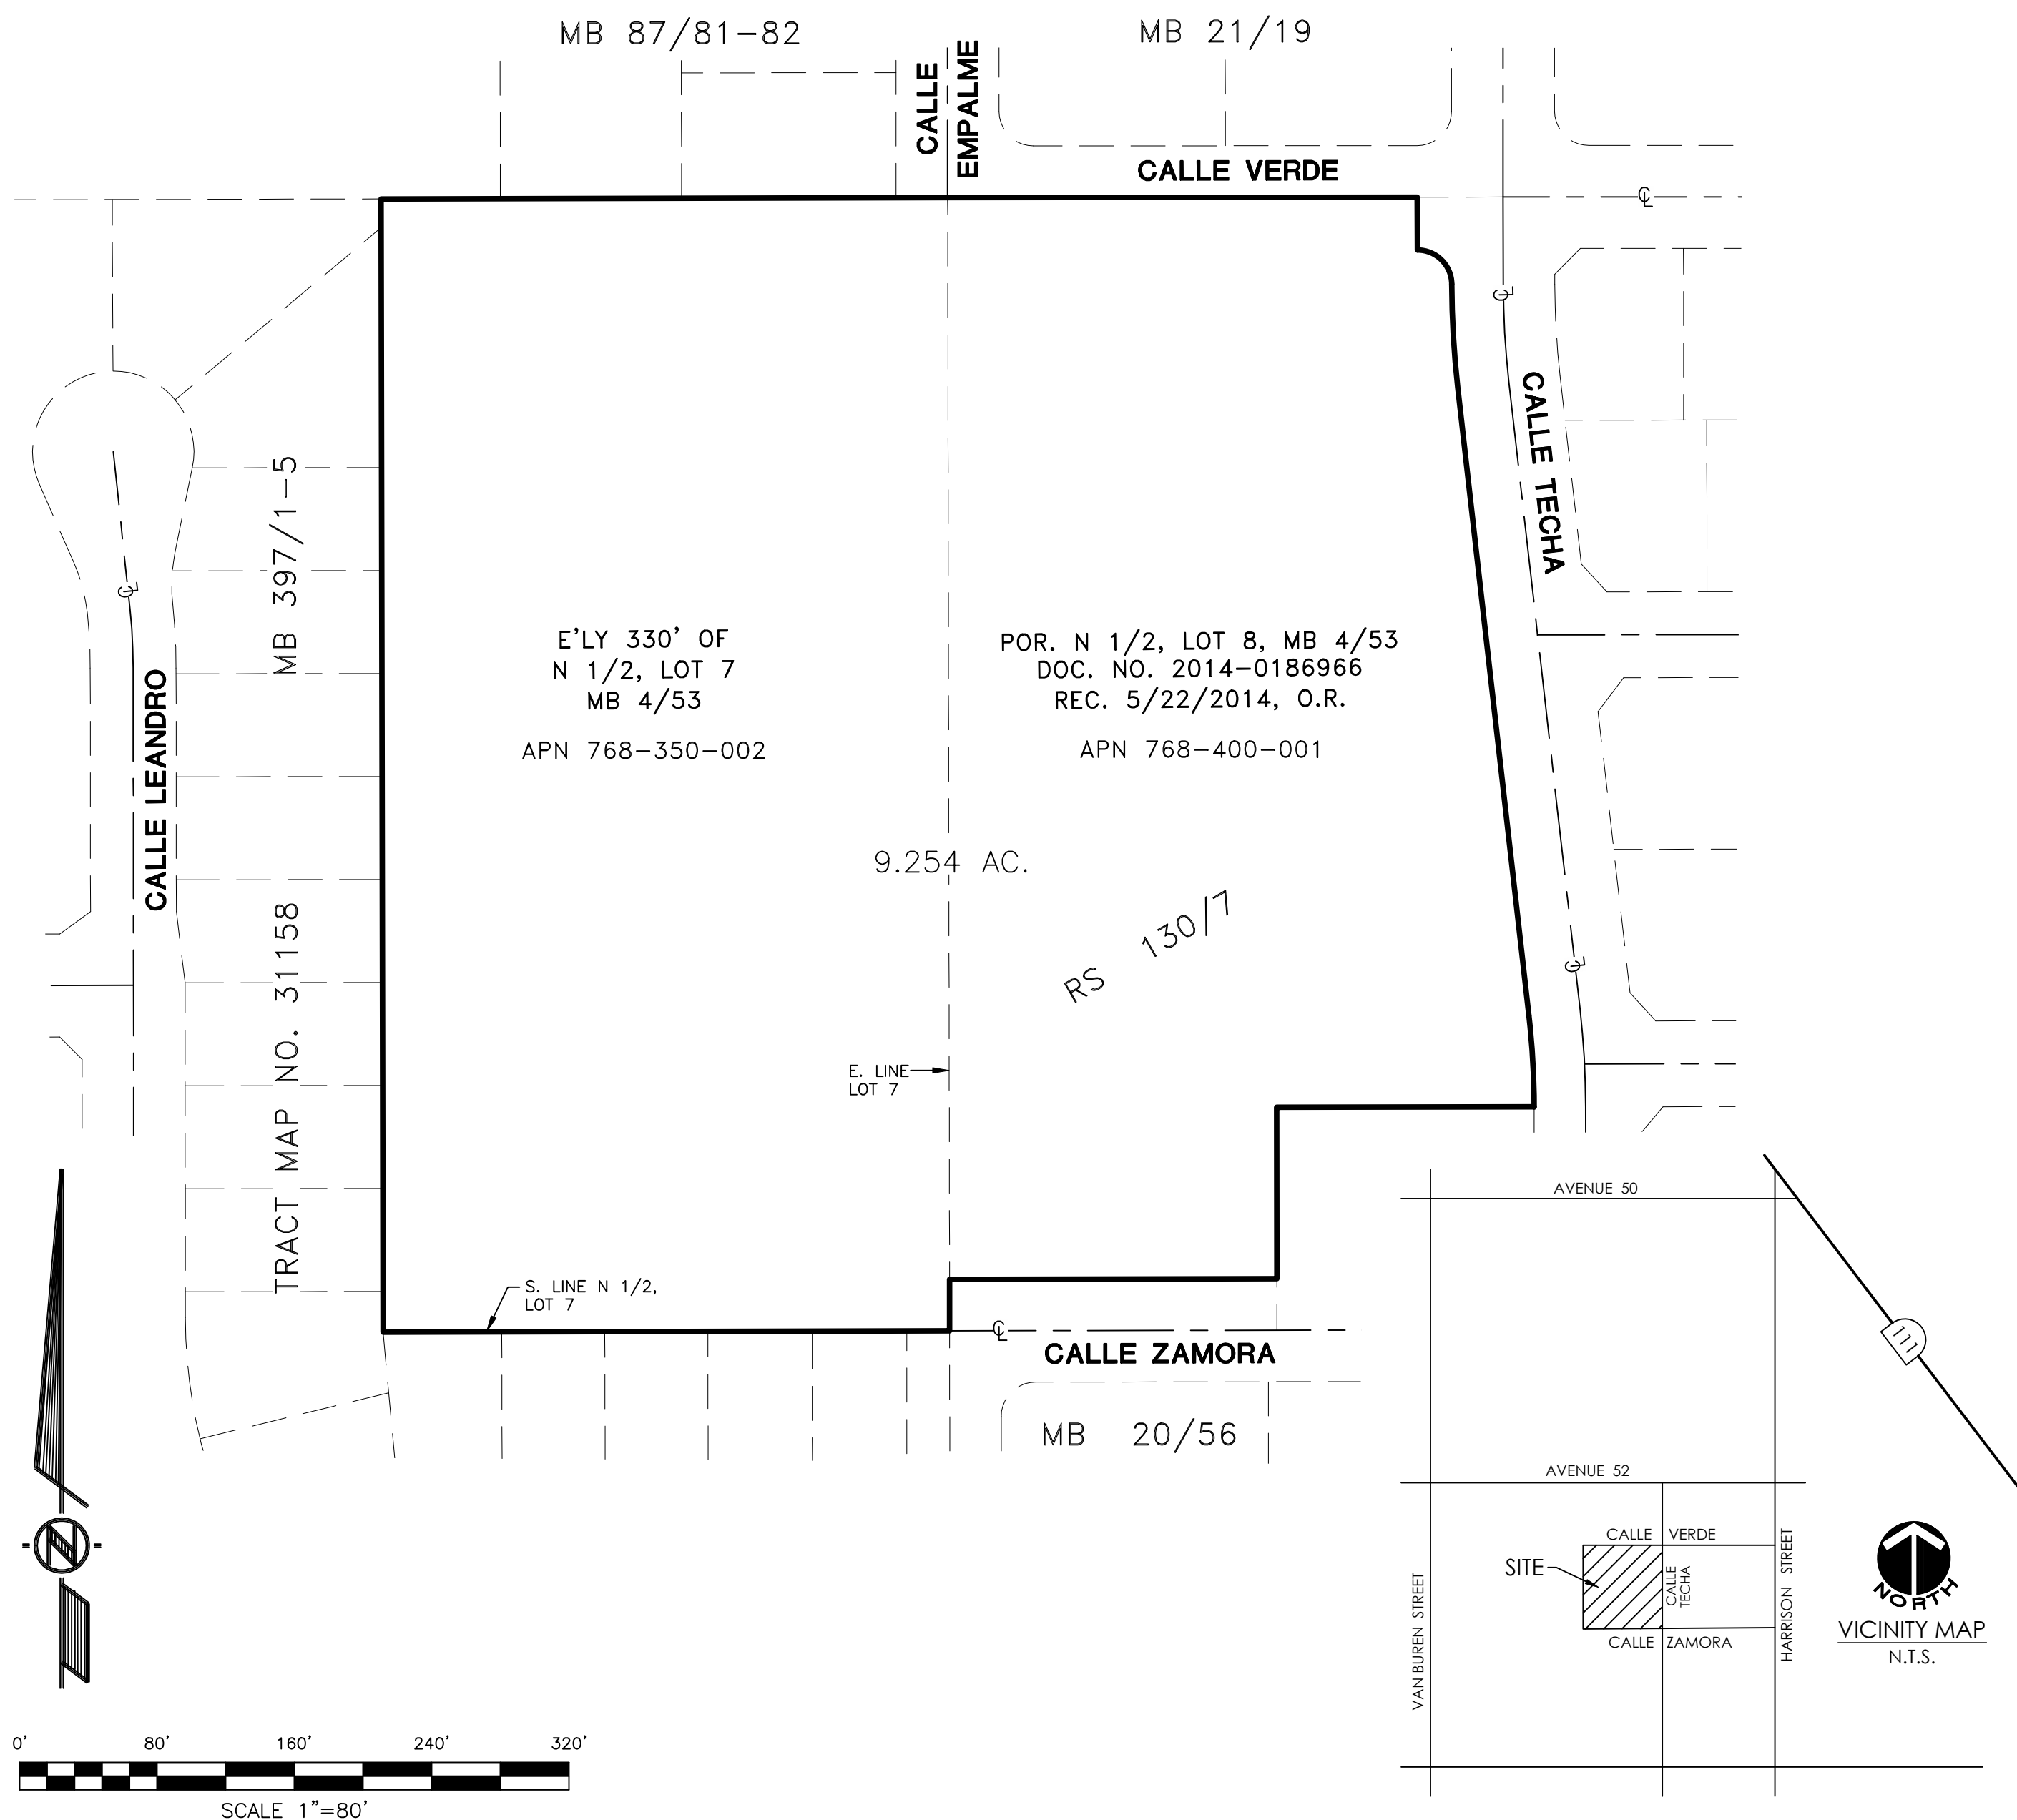 MB 87/81-82
MB 21/19
CALLE
EMPALME
CALLE VERDE
CALLE TECHA
MB 397/1-5
CALLE LEANDRO
TRACT MAP NO. 31158
E'LY 330' OF
N 1/2, LOT 7
MB 4/53
APN 768-350-002
POR. N 1/2, LOT 8, MB 4/53
DOC. NO. 2014-0186966
REC. 5/22/2014, O.R.
APN 768-400-001
9.254 AC.
RS 130/7
E. LINE
LOT 7
S. LINE N 1/2,
LOT 7
CALLE ZAMORA
MB 20/56
AVENUE 50
111
AVENUE 52
CALLE VERDE
SITE
CALLE
TECHA
CALLE ZAMORA
VAN BUREN STREET
HARRISON STREET
NORTH
VICINITY MAP
N.T.S.
N
0' 80' 160' 240' 320'
SCALE 1"=80'